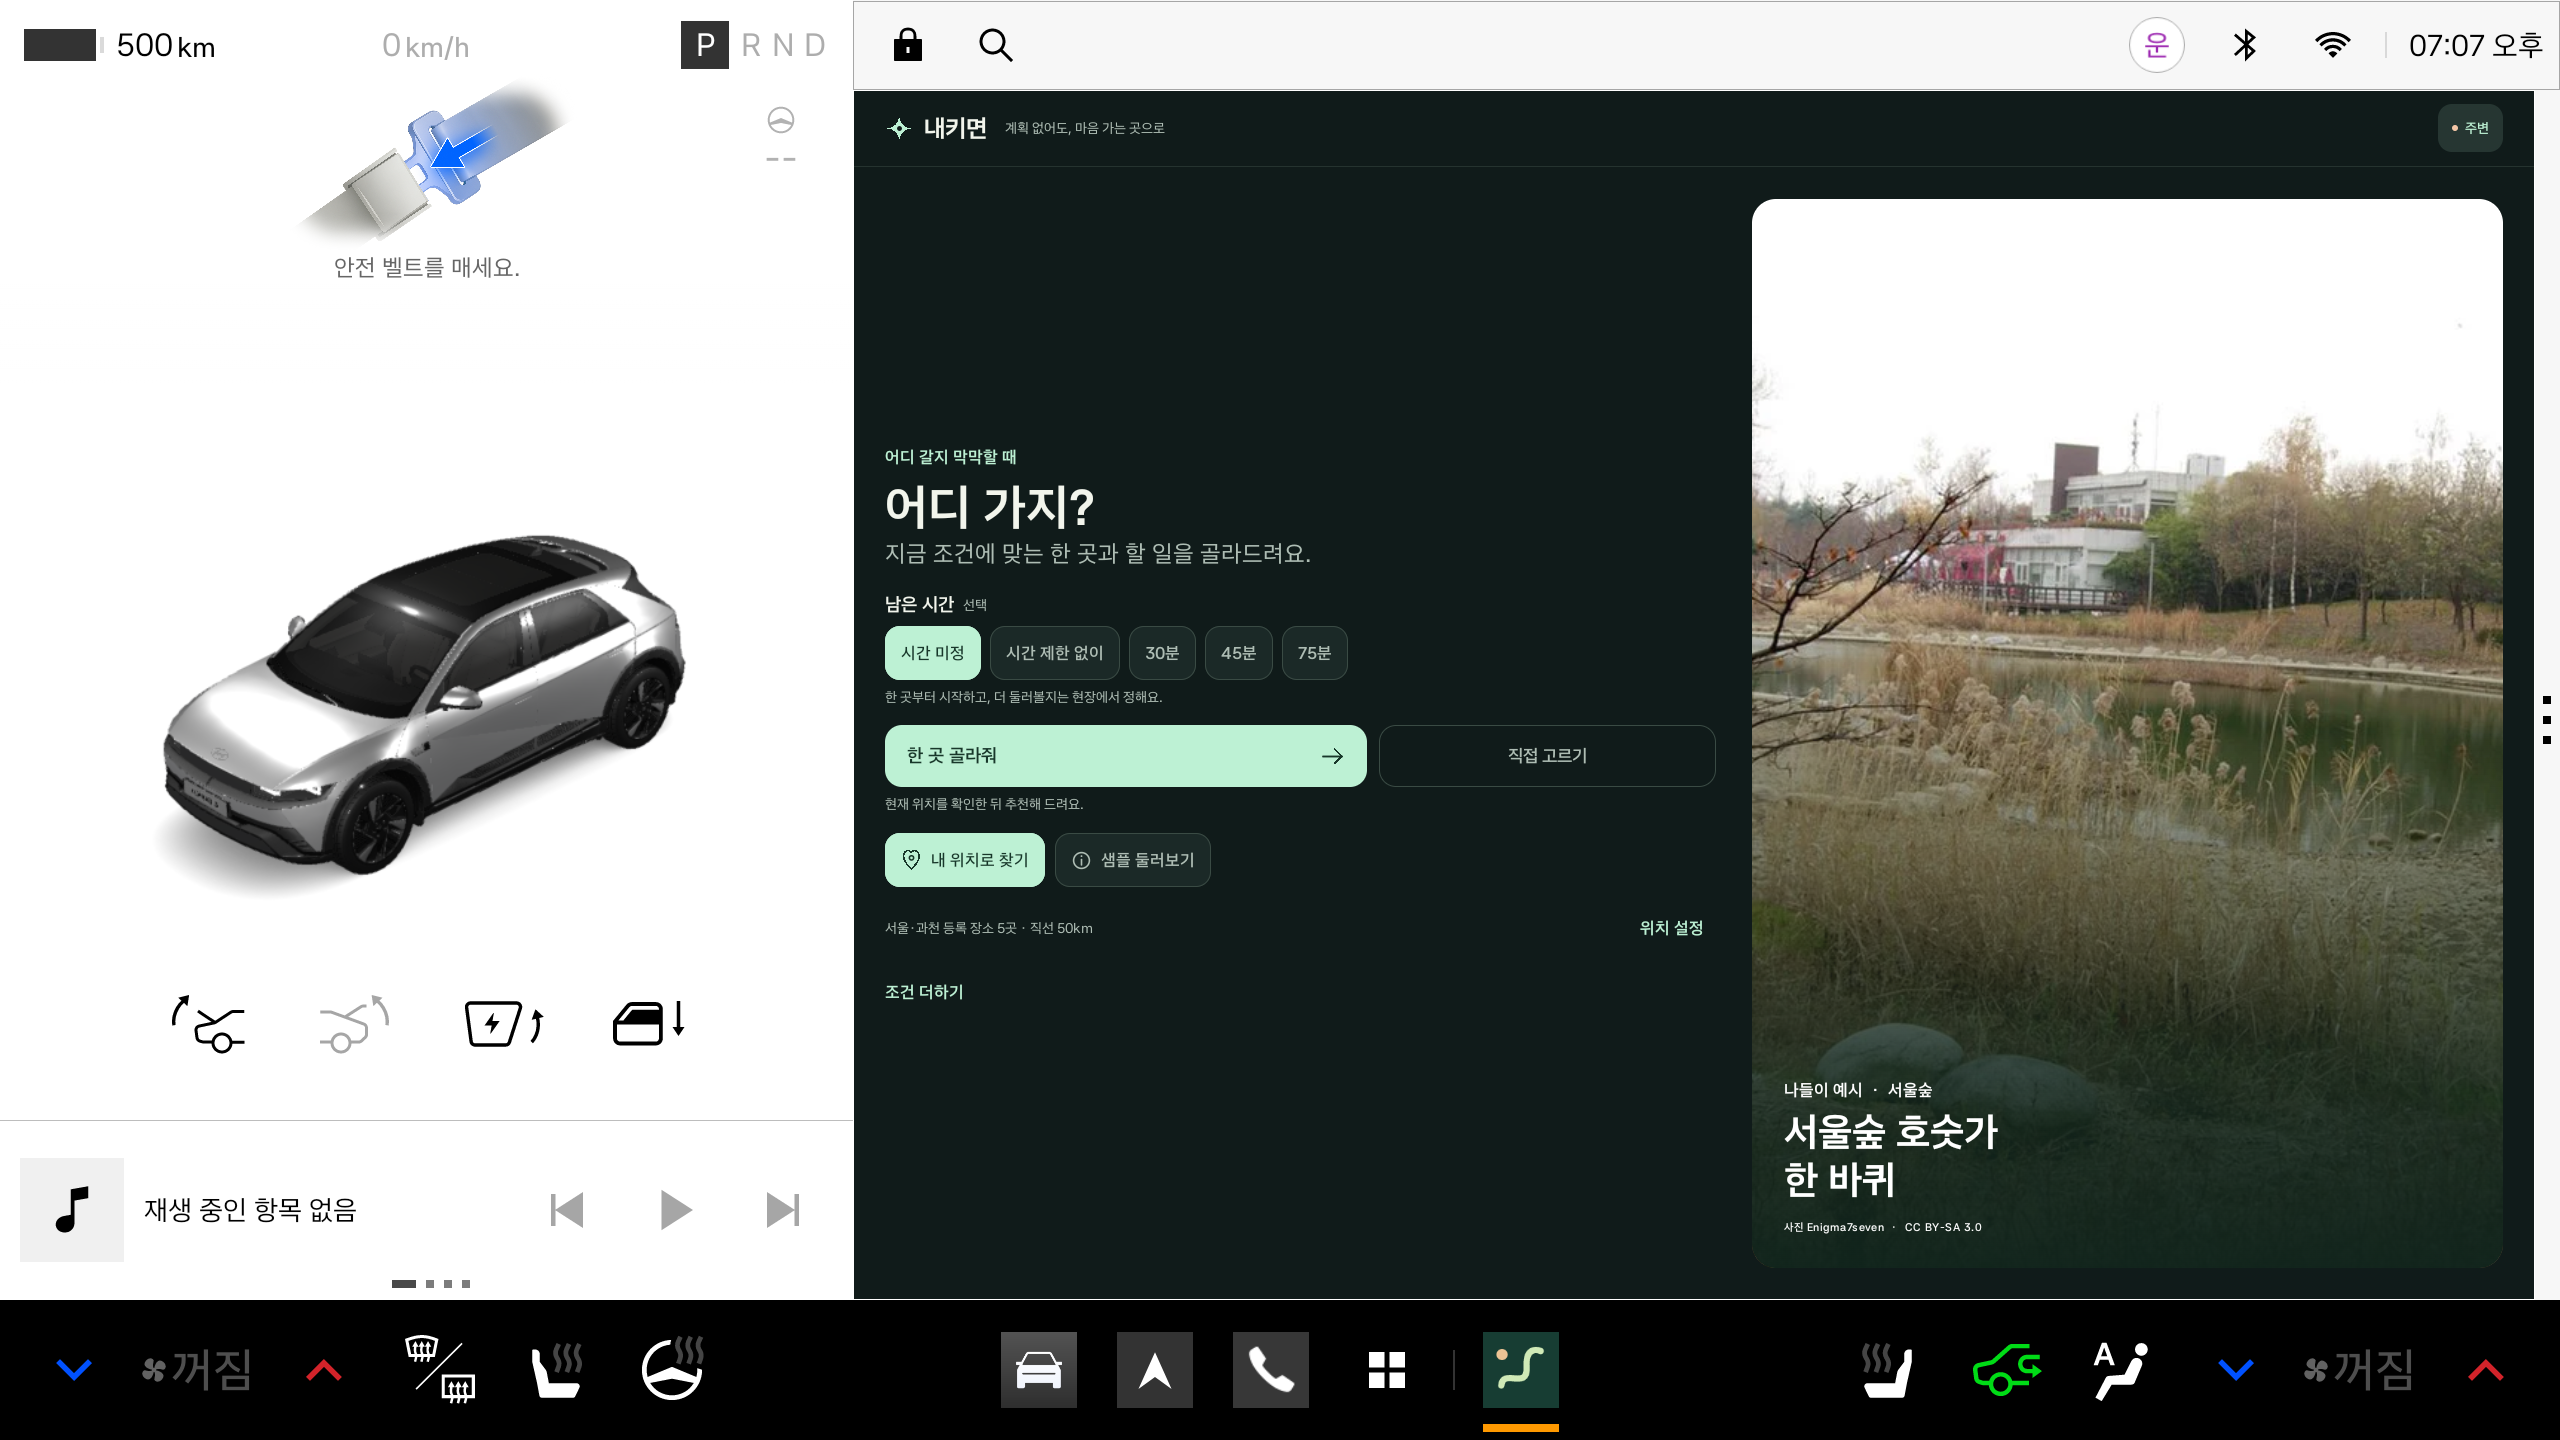 500 km
0 km/h
P R N D
운
07:07 오후
안전 벨트를 매세요.
재생 중인 항목 없음
내키면
계획 없어도, 마음 가는 곳으로
주변
어디 갈지 막막할 때
어디 가지?
지금 조건에 맞는 한 곳과 할 일을 골라드려요.
남은 시간 선택
시간 미정
시간 제한 없이
30분
45분
75분
한 곳부터 시작하고, 더 둘러볼지는 현장에서 정해요.
한 곳 골라줘
직접 고르기
현재 위치를 확인한 뒤 추천해 드려요.
내 위치로 찾기
샘플 둘러보기
서울·과천 등록 장소 5곳 · 직선 50km
위치 설정
조건 더하기
나들이 예시 · 서울숲
서울숲 호숫가
한 바퀴
사진 Enigma7seven · CC BY-SA 3.0
꺼짐
A
꺼짐